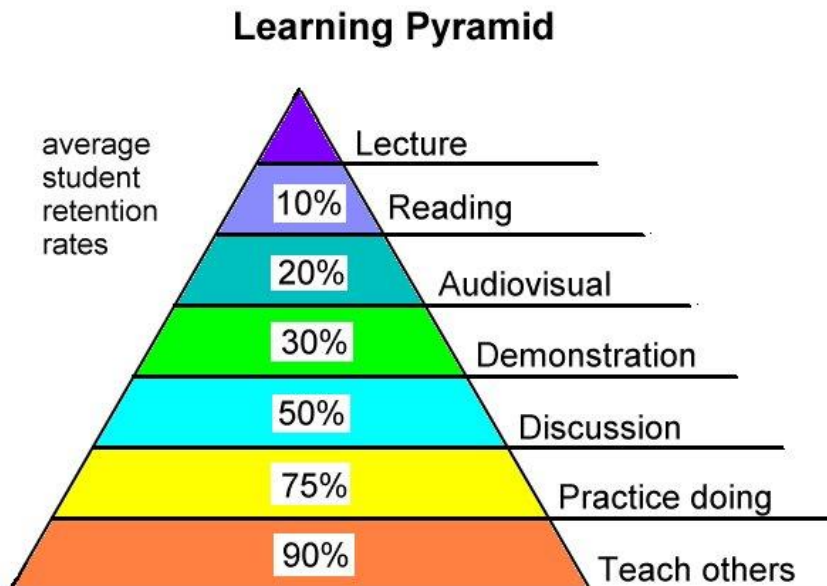 Learning Pyramid
average
student
retention
rates
Lecture
10% Reading
20% Audiovisual
30% Demonstration
50% Discussion
75% Practice doing
90% Teach others